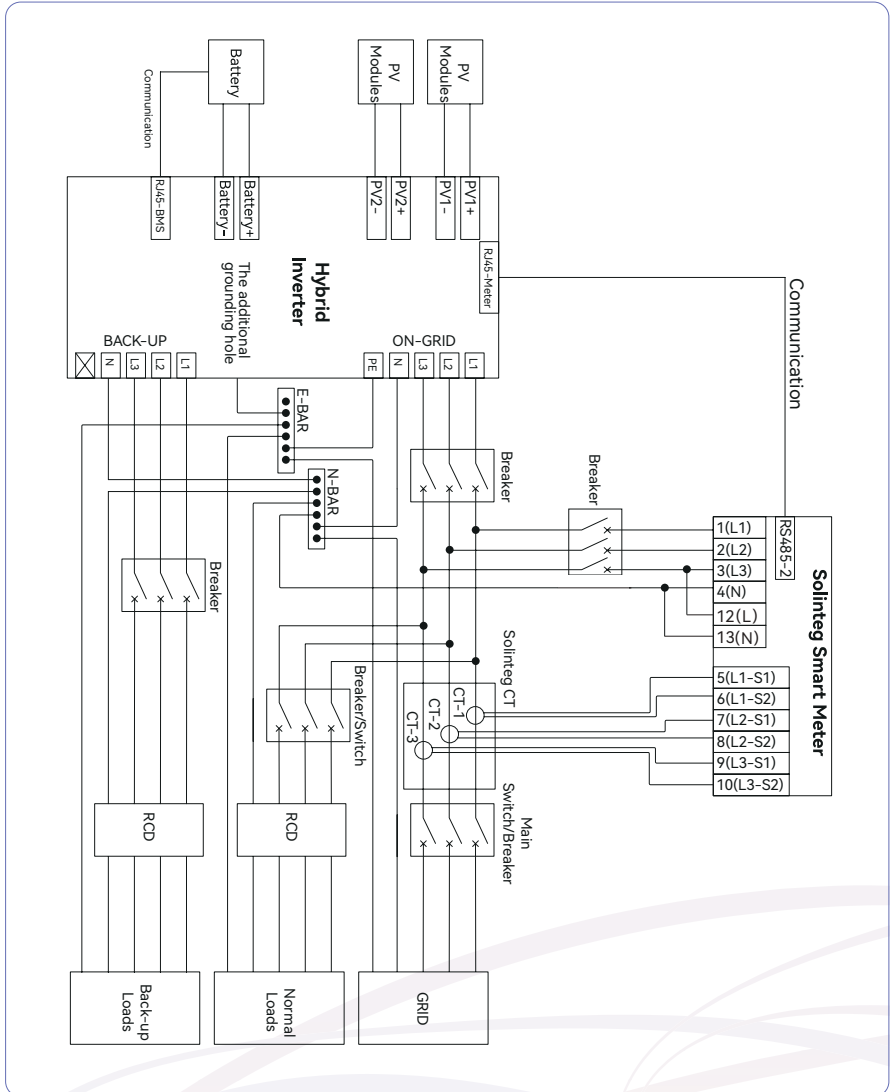 Battery
PV
Modules
PV
Modules
Communication
RJ45-BMS
Battery-
Battery+
PV2-
PV2+
PV1-
PV1+
RJ45-Meter
Communication
Hybrid
Inverter
The additional
grounding hole
BACK-UP
ON-GRID
N
L3
L2
L1
PE
N
L3
L2
L1
E-BAR
N-BAR
Breaker
Breaker
Breaker
RS485-2
Solinteg Smart Meter
1(L1)
2(L2)
3(L3)
4(N)
12(L)
13(N)
5(L1-S1)
6(L1-S2)
7(L2-S1)
8(L2-S2)
9(L3-S1)
10(L3-S2)
Solinteg CT
CT-1
CT-2
CT-3
Breaker/Switch
Main
Switch/Breaker
RCD
RCD
Back-up
Loads
Normal
Loads
GRID